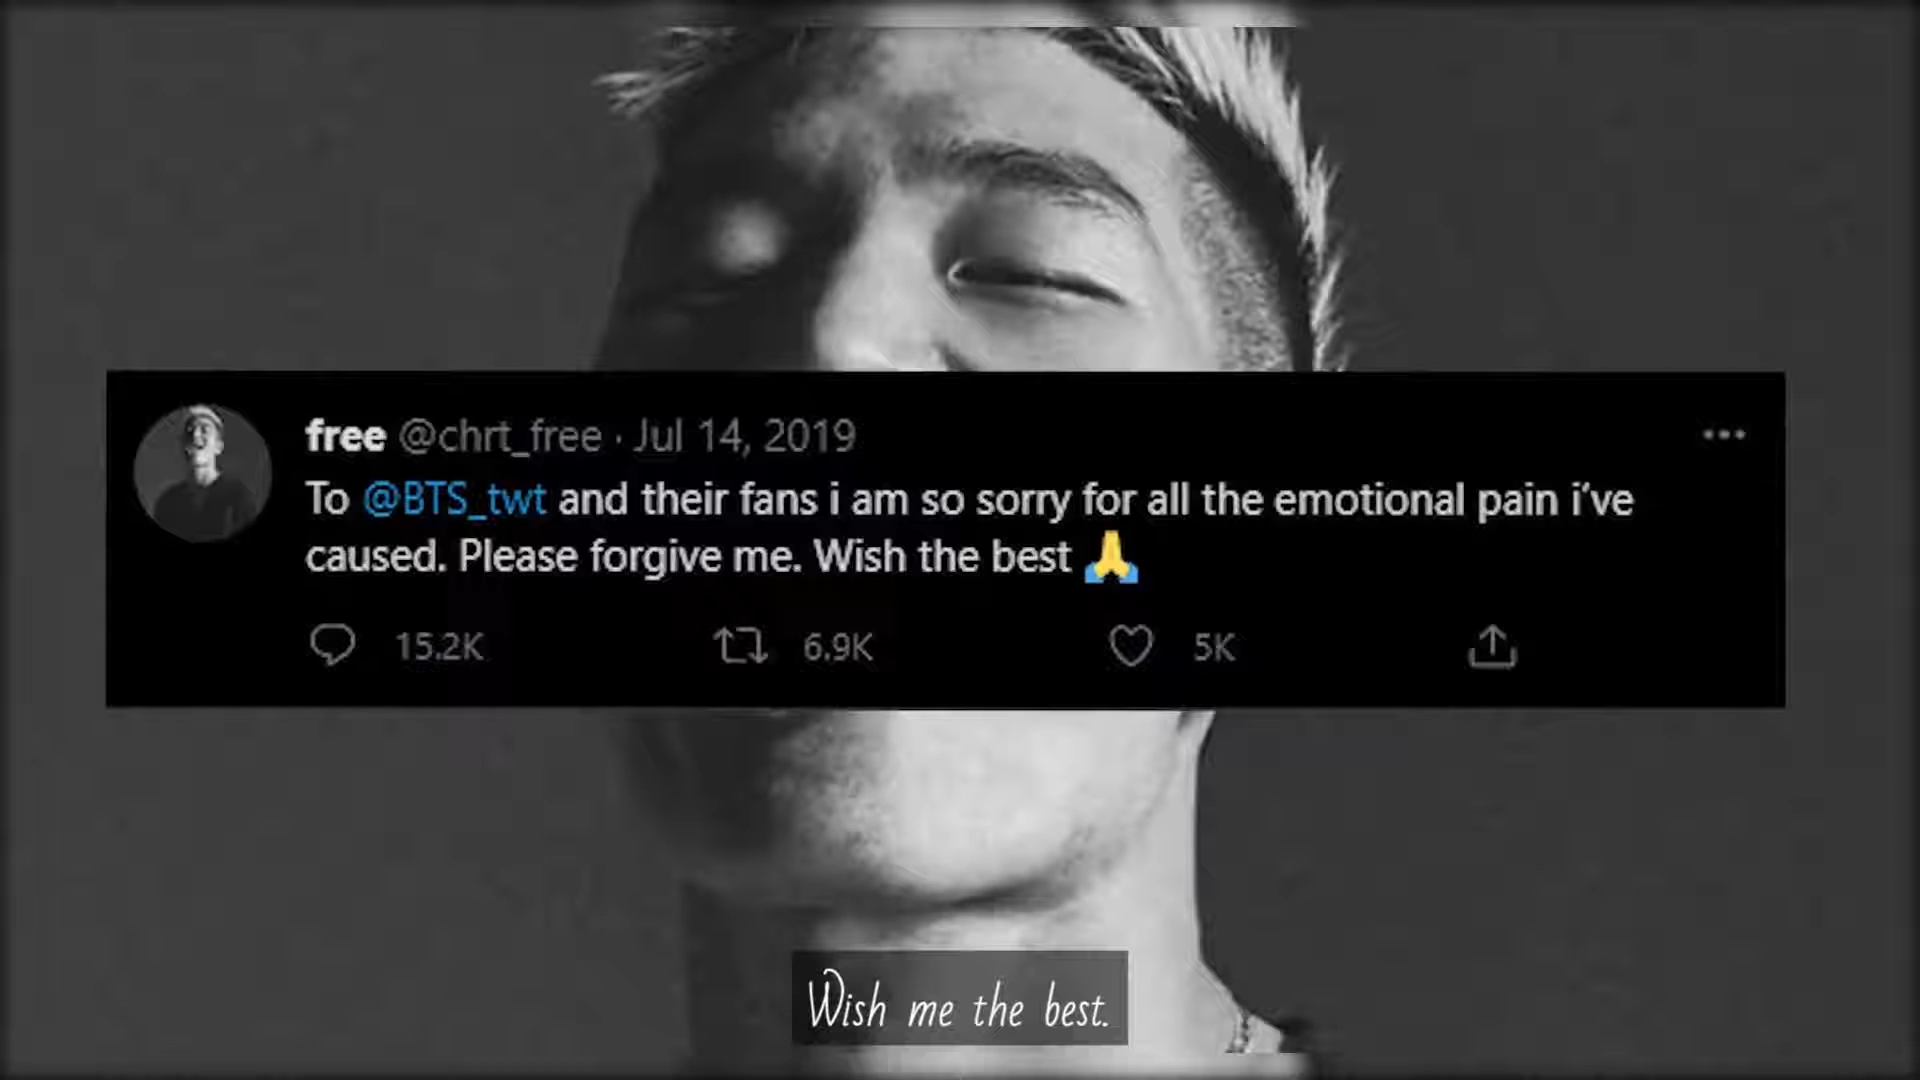 free @chrt_free · Jul 14, 2019
To @BTS_twt and their fans i am so sorry for all the emotional pain i've
caused. Please forgive me. Wish the best 🙏
15.2K 6.9K 5K
Wish me the best.